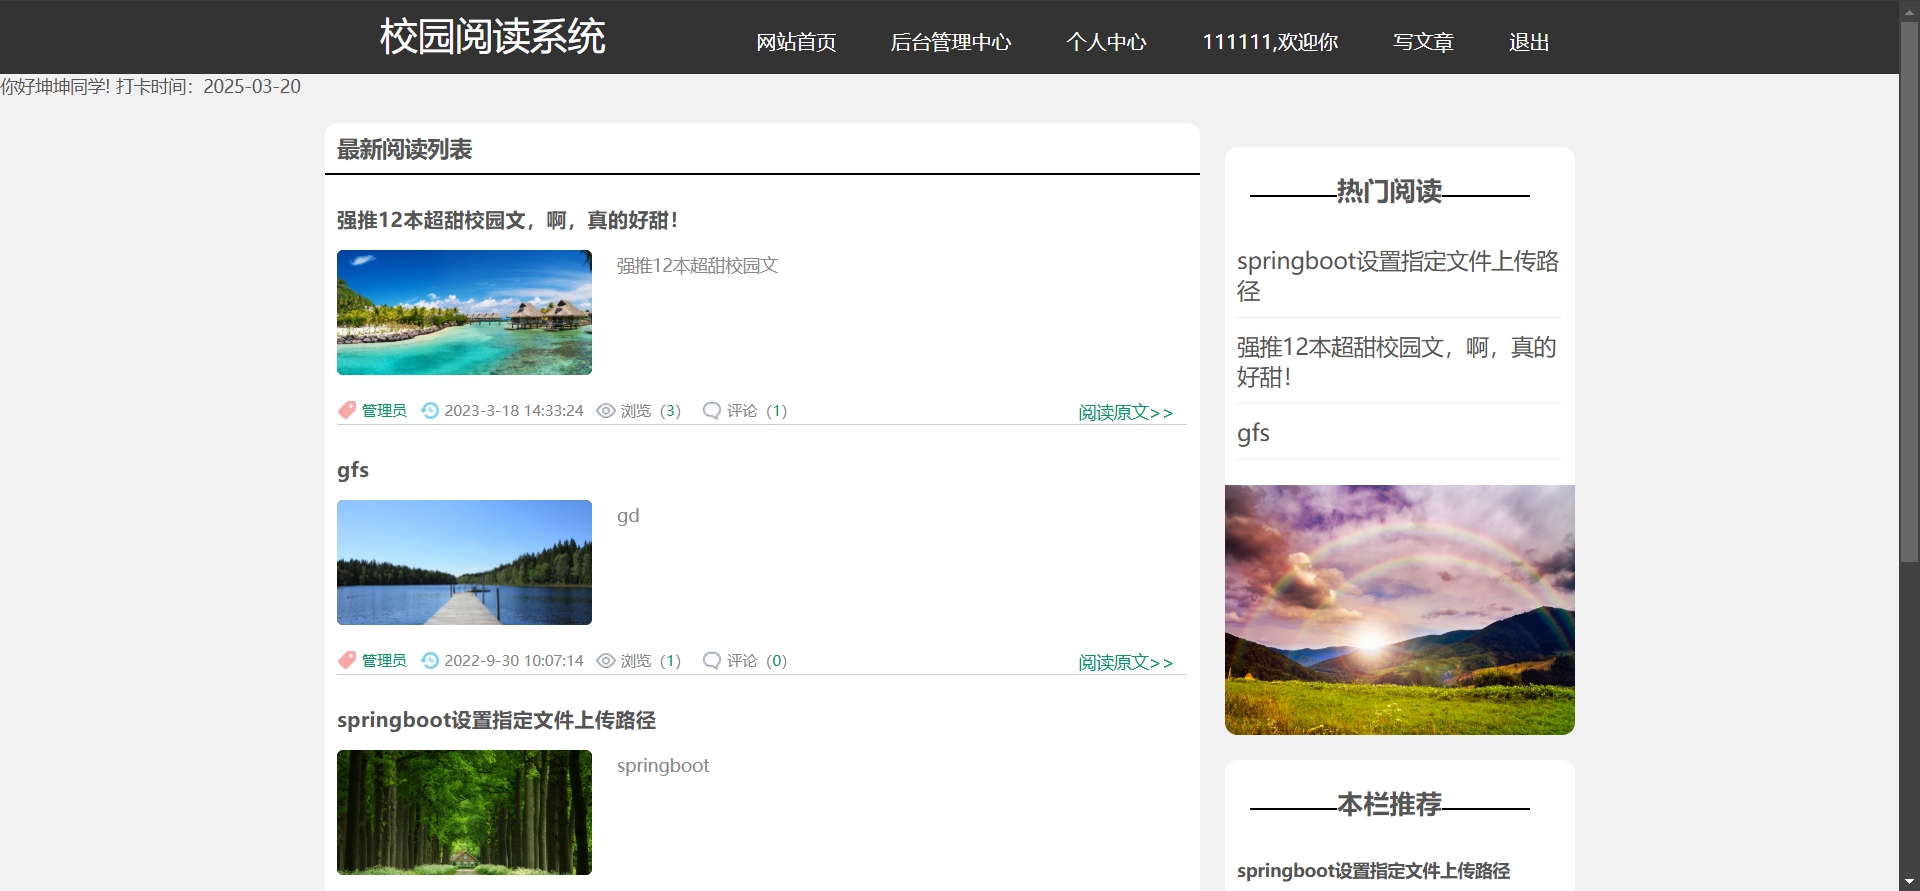 校园阅读系统
网站首页 后台管理中心 个人中心 111111,欢迎你 写文章 退出
你好坤坤同学! 打卡时间：2025-03-20
最新阅读列表
强推12本超甜校园文，啊，真的好甜！
强推12本超甜校园文
管理员 2023-3-18 14:33:24 浏览（3） 评论（1） 阅读原文>>
gfs
gd
管理员 2022-9-30 10:07:14 浏览（1） 评论（0） 阅读原文>>
springboot设置指定文件上传路径
springboot
热门阅读
springboot设置指定文件上传路
径
强推12本超甜校园文，啊，真的
好甜！
gfs
本栏推荐
springboot设置指定文件上传路径